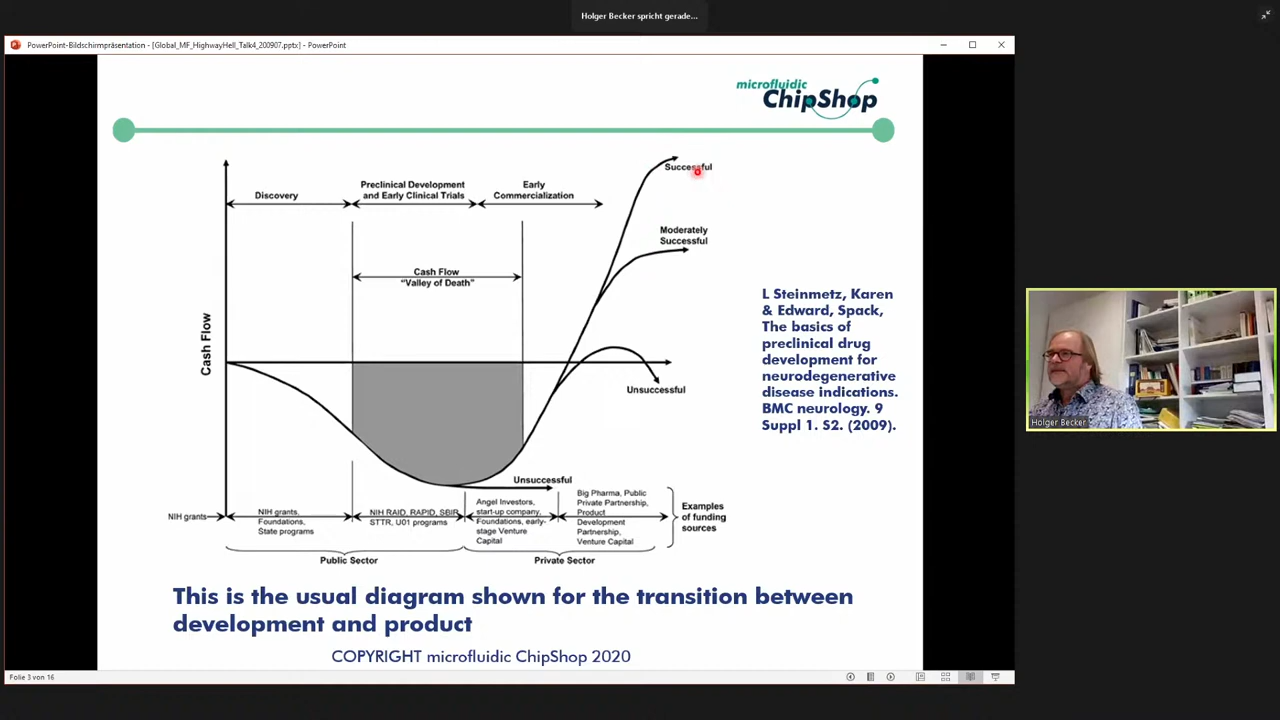 Holger Becker spricht gerade...
PowerPoint-Bildschirmpräsentation - [Global_MF_HighwayHell_Talk4_200907.pptx] - PowerPoint
microfluidic
ChipShop
Successful
Preclinical Development
and Early Clinical Trials
Early
Commercialization
Discovery
Moderately
Successful
Cash Flow
"Valley of Death"
Cash Flow
L Steinmetz, Karen
& Edward, Spack,
The basics of
preclinical drug
development for
neurodegenerative
disease indications.
BMC neurology. 9
Suppl 1. S2. (2009).
Unsuccessful
Unsuccessful
NIH grants
NIH grants,
Foundations,
State programs
NIH RAID, RAPID, SBIR,
STTR, U01 programs
Angel Investors,
start-up company,
Foundations, early-
stage Venture
Capital
Big Pharma, Public
Private Partnership,
Product
Development
Partnership,
Venture Capital
Examples
of funding
sources
Public Sector
Private Sector
This is the usual diagram shown for the transition between
development and product
COPYRIGHT microfluidic ChipShop 2020
Folie 3 von 16
Holger Becker